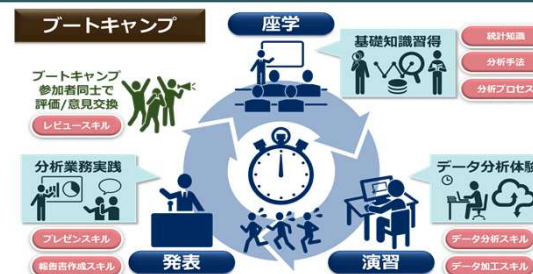 ブートキャンプ
座学
基礎知識習得
統計知識
分析手法
分析プロセス
ブートキャンプ
参加者同士で
評価/意見交換
レビュースキル
分析業務実践
プレゼンスキル
報告書作成スキル
発表
データ分析体験
データ分析スキル
データ加工スキル
演習